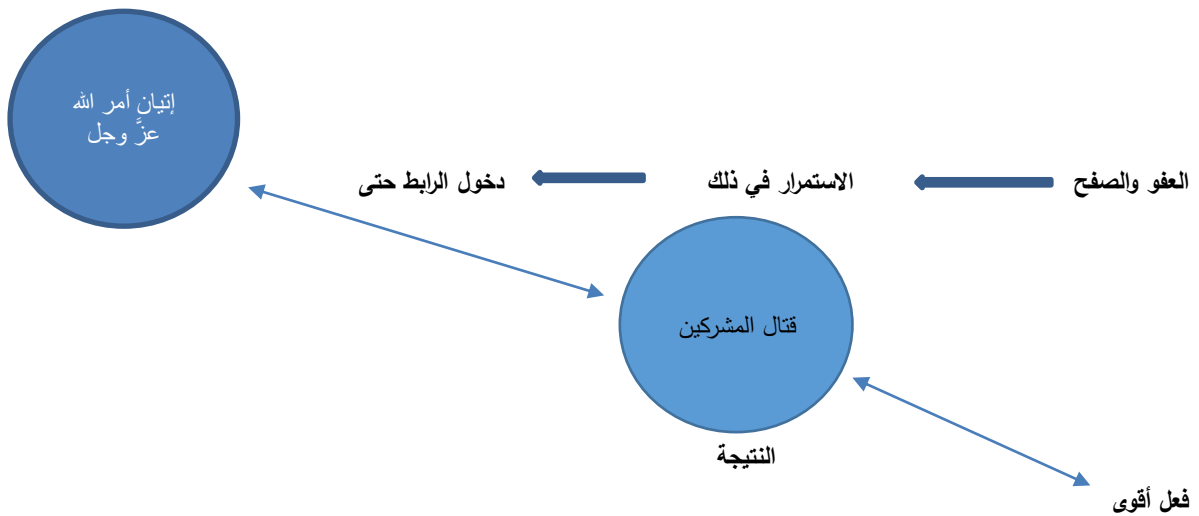 إتيان أمر الله
عزَّ وجل
العفو والصفح
الاستمرار في ذلك
دخول الرابط حتى
قتال المشركين
النتيجة
فعل أقوى